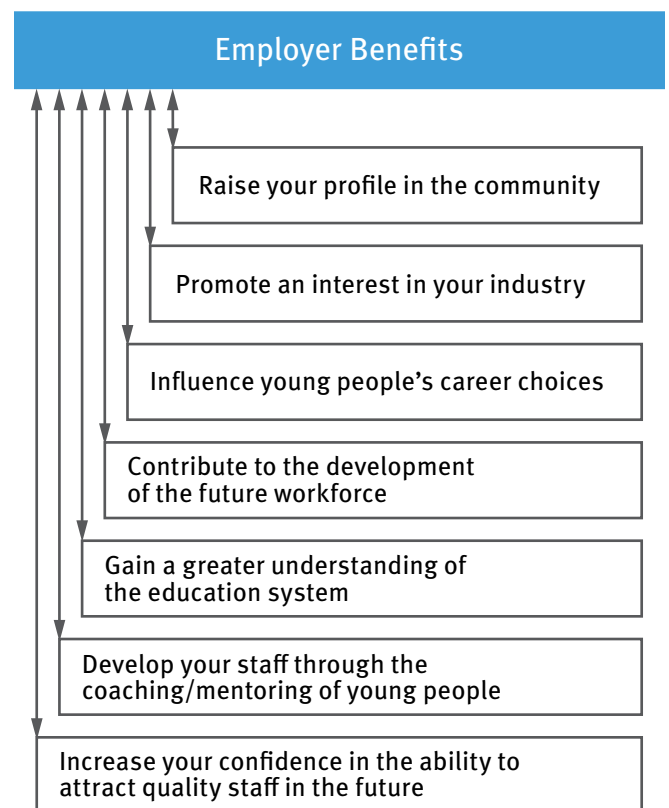 Employer Benefits
Raise your profile in the community
Promote an interest in your industry
Influence young people’s career choices
Contribute to the development
of the future workforce
Gain a greater understanding of
the education system
Develop your staff through the
coaching/mentoring of young people
Increase your confidence in the ability to
attract quality staff in the future